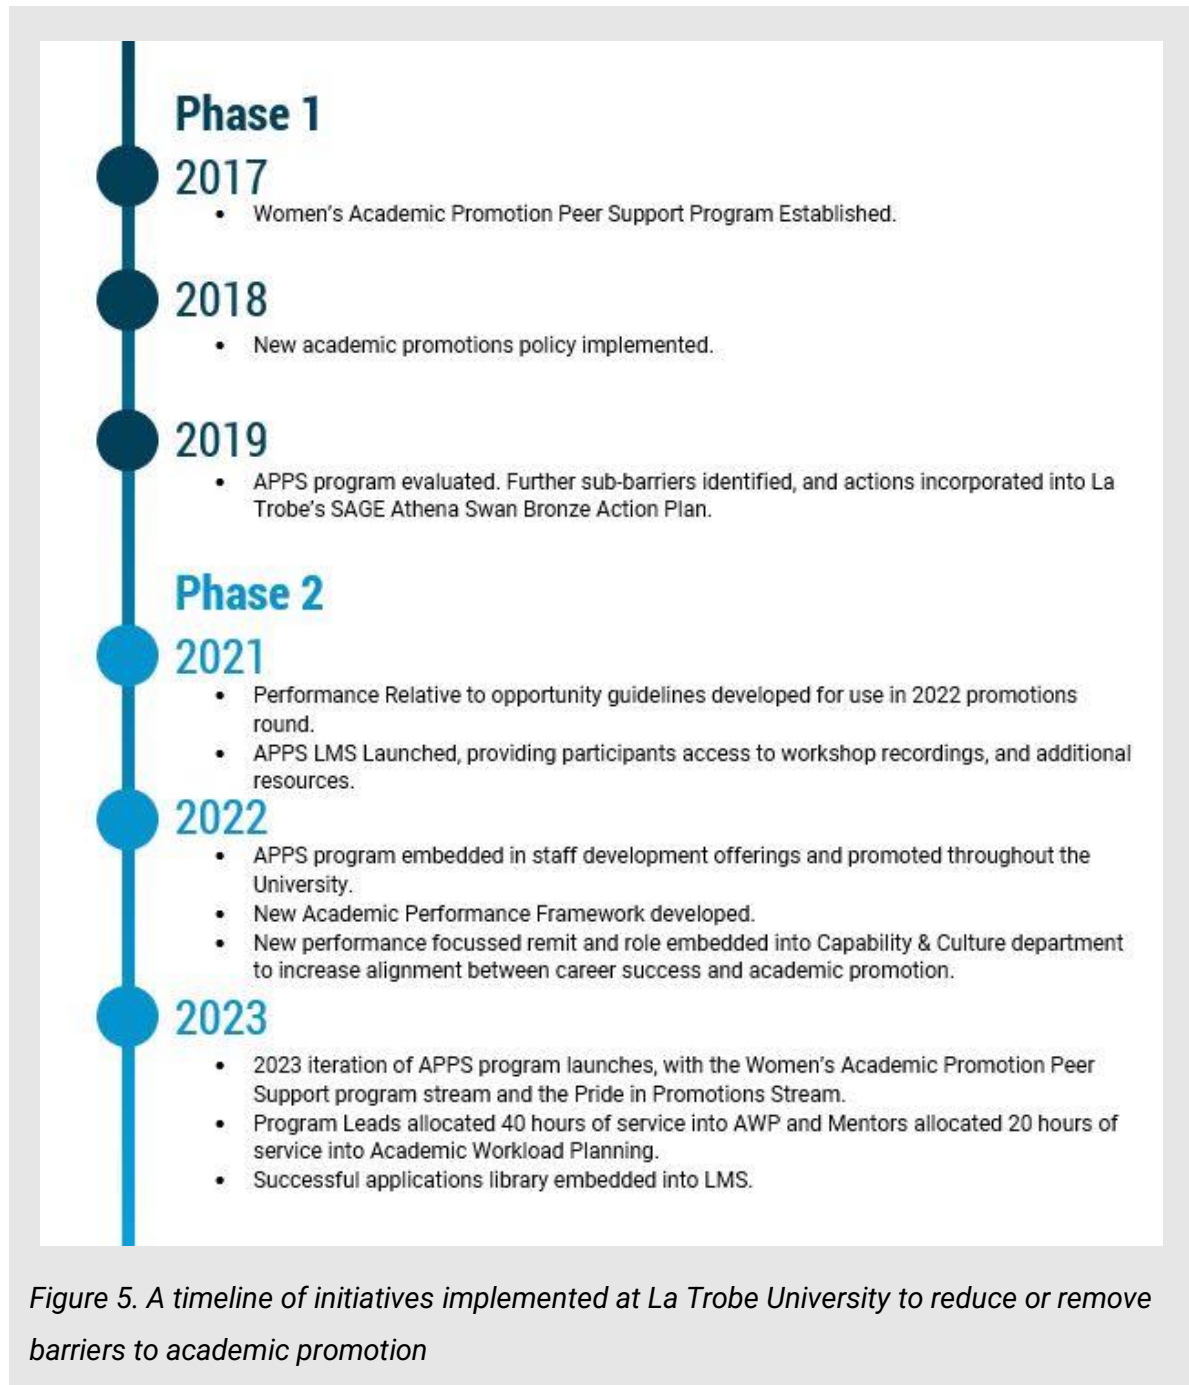 Phase 1
2017
• Women's Academic Promotion Peer Support Program Established.
2018
• New academic promotions policy implemented.
2019
• APPS program evaluated. Further sub-barriers identified, and actions incorporated into La
Trobe's SAGE Athena Swan Bronze Action Plan.
Phase 2
2021
• Performance Relative to opportunity guidelines developed for use in 2022 promotions
round.
• APPS LMS Launched, providing participants access to workshop recordings, and additional
resources.
2022
• APPS program embedded in staff development offerings and promoted throughout the
University.
• New Academic Performance Framework developed.
• New performance focussed remit and role embedded into Capability & Culture department
to increase alignment between career success and academic promotion.
2023
• 2023 iteration of APPS program launches, with the Women's Academic Promotion Peer
Support program stream and the Pride in Promotions Stream.
• Program Leads allocated 40 hours of service into AWP and Mentors allocated 20 hours of
service into Academic Workload Planning.
• Successful applications library embedded into LMS.
Figure 5. A timeline of initiatives implemented at La Trobe University to reduce or remove
barriers to academic promotion